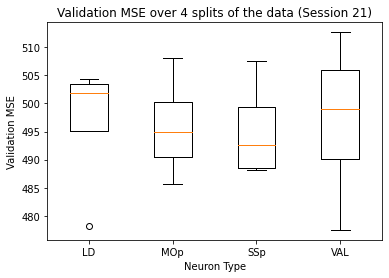 Validation MSE over 4 splits of the data (Session 21)
510
505
500
495
490
485
480
Validation MSE
LD
MOp
SSp
VAL
Neuron Type